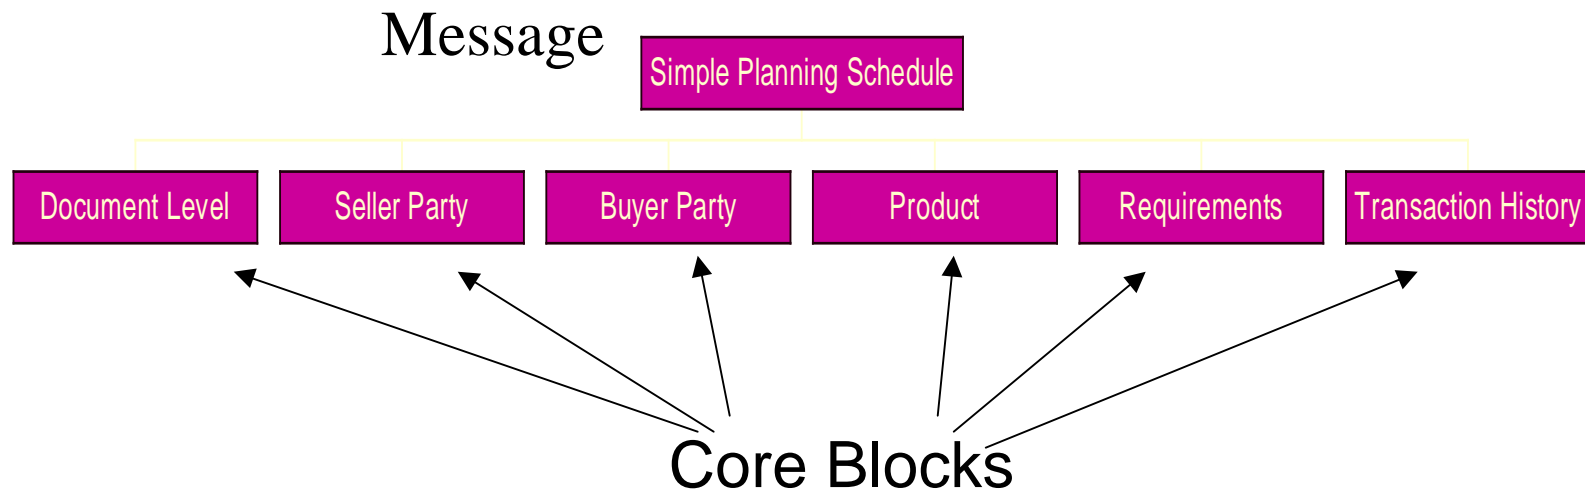 Message
Simple Planning Schedule
Document Level
Seller Party
Buyer Party
Product
Requirements
Transaction History
Core Blocks